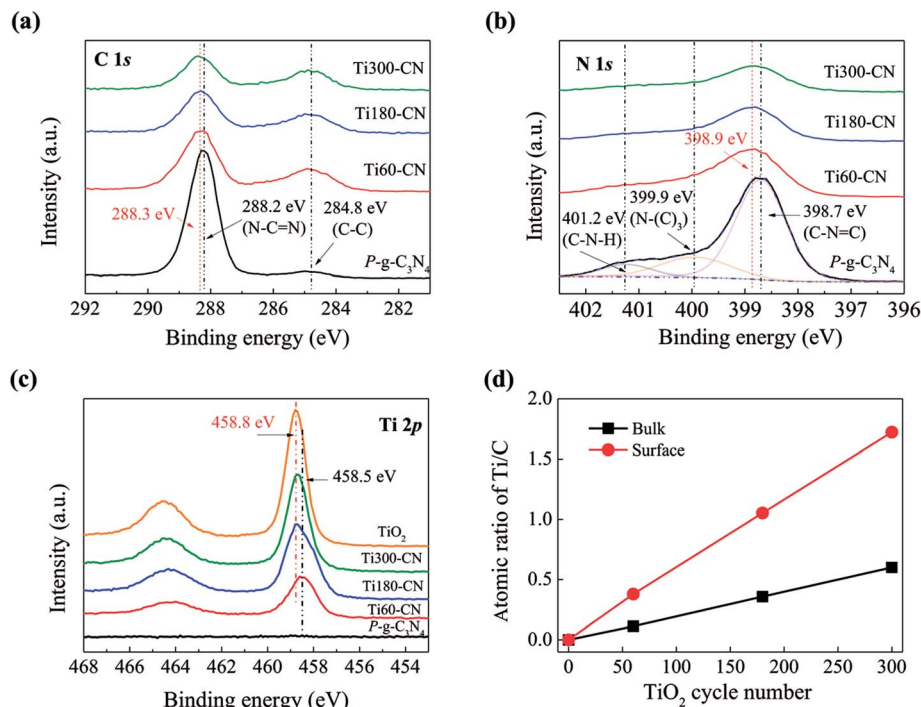 (a)
C 1s
Ti300-CN
Ti180-CN
Ti60-CN
288.3 eV
288.2 eV
(N-C=N)
284.8 eV
(C-C)
P-g-C₃N₄
Intensity (a.u.)
292 290 288 286 284 282
Binding energy (eV)
(b)
N 1s
Ti300-CN
Ti180-CN
398.9 eV
Ti60-CN
399.9 eV
(N-(C)₃)
401.2 eV
(C-N-H)
398.7 eV
(C-N=C)
P-g-C₃N₄
Intensity (a.u.)
402 401 400 399 398 397 396
Binding energy (eV)
(c)
Ti 2p
458.8 eV
458.5 eV
TiO₂
Ti300-CN
Ti180-CN
Ti60-CN
P-g-C₃N₄
Intensity (a.u.)
468 466 464 462 460 458 456 454
Binding energy (eV)
(d)
Bulk
Surface
Atomic ratio of Ti/C
2.0
1.5
1.0
0.5
0.0
0 50 100 150 200 250 300
TiO₂ cycle number